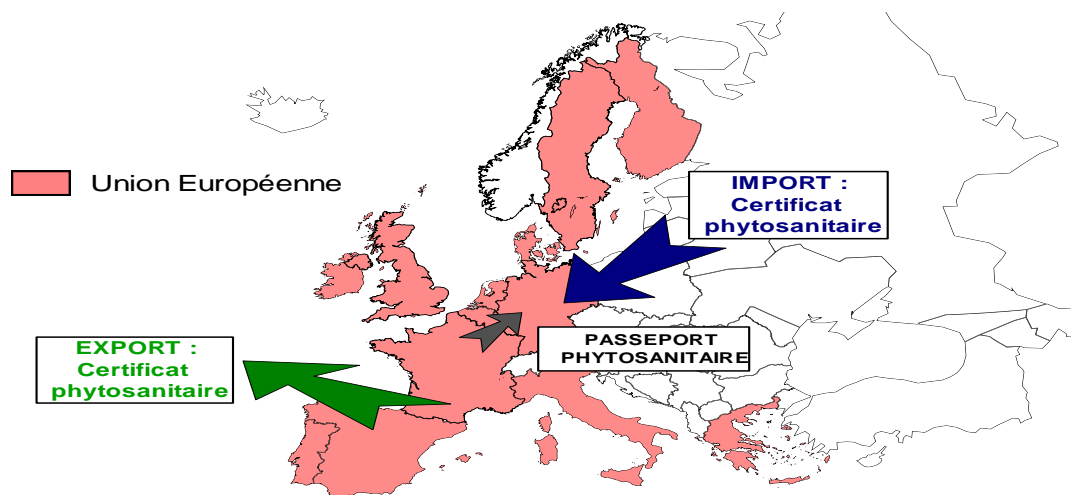 Union Européenne
IMPORT :
Certificat
phytosanitaire
PASSEPORT
PHYTOSANITAIRE
EXPORT :
Certificat
phytosanitaire